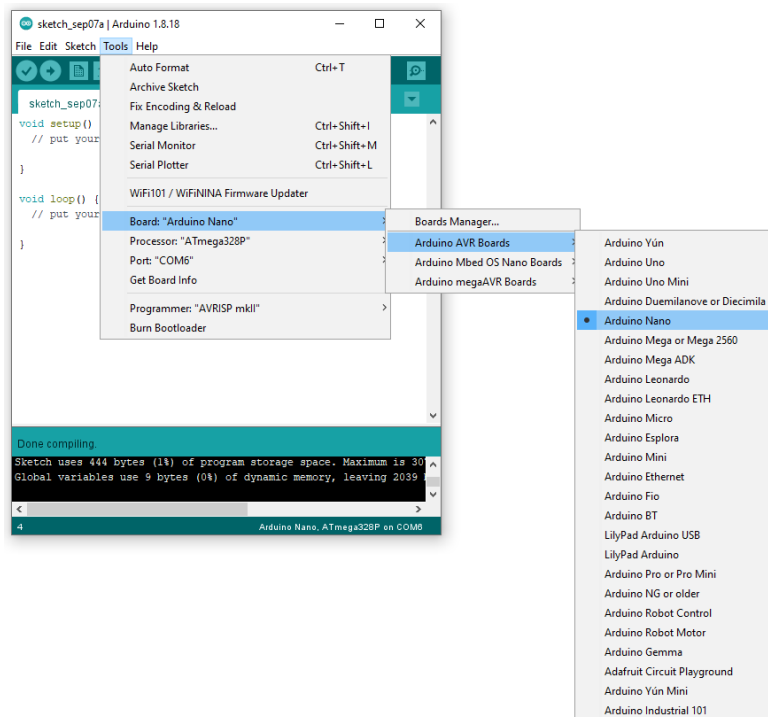 sketch_sep07a | Arduino 1.8.18
File Edit Sketch Tools Help
sketch_sep07a
void setup()
// put your
}
void loop() {
// put your
}
Auto Format Ctrl+T
Archive Sketch
Fix Encoding & Reload
Manage Libraries... Ctrl+Shift+I
Serial Monitor Ctrl+Shift+M
Serial Plotter Ctrl+Shift+L
WiFi101 / WiFiNINA Firmware Updater
Board: "Arduino Nano"
Processor: "ATmega328P"
Port: "COM6"
Get Board Info
Programmer: "AVRISP mkII"
Burn Bootloader
Boards Manager...
Arduino AVR Boards
Arduino Mbed OS Nano Boards
Arduino megaAVR Boards
Arduino Yún
Arduino Uno
Arduino Uno Mini
Arduino Duemilanove or Diecimila
Arduino Nano
Arduino Mega or Mega 2560
Arduino Mega ADK
Arduino Leonardo
Arduino Leonardo ETH
Arduino Micro
Arduino Esplora
Arduino Mini
Arduino Ethernet
Arduino Fio
Arduino BT
LilyPad Arduino USB
LilyPad Arduino
Arduino Pro or Pro Mini
Arduino NG or older
Arduino Robot Control
Arduino Robot Motor
Arduino Gemma
Adafruit Circuit Playground
Arduino Yún Mini
Arduino Industrial 101
Done compiling.
Sketch uses 444 bytes (1%) of program storage space. Maximum is 30
Global variables use 9 bytes (0%) of dynamic memory, leaving 2039
4 Arduino Nano, ATmega328P on COM6